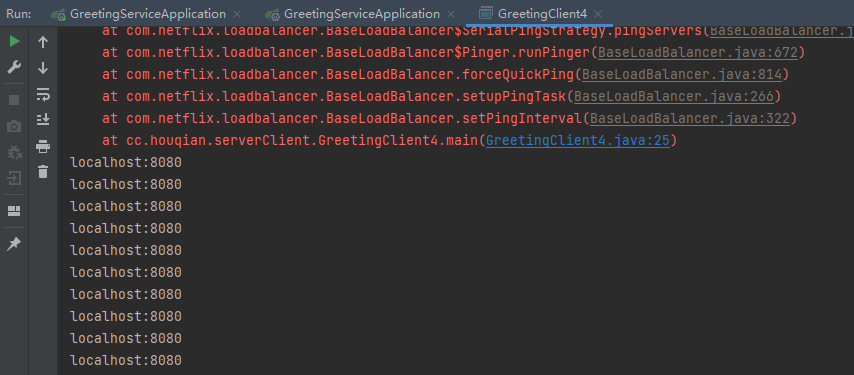 Run: GreetingServiceApplication × GreetingServiceApplication × GreetingClient4 ×
at com.netflix.loadbalancer.BaseLoadBalancer$SerialPingStrategy.pingServers(BaseLoadBalancer.j
at com.netflix.loadbalancer.BaseLoadBalancer$Pinger.runPinger(BaseLoadBalancer.java:672)
at com.netflix.loadbalancer.BaseLoadBalancer.forceQuickPing(BaseLoadBalancer.java:814)
at com.netflix.loadbalancer.BaseLoadBalancer.setupPingTask(BaseLoadBalancer.java:266)
at com.netflix.loadbalancer.BaseLoadBalancer.setPingInterval(BaseLoadBalancer.java:322)
at cc.houqian.serverClient.GreetingClient4.main(GreetingClient4.java:25)
localhost:8080
localhost:8080
localhost:8080
localhost:8080
localhost:8080
localhost:8080
localhost:8080
localhost:8080
localhost:8080
localhost:8080